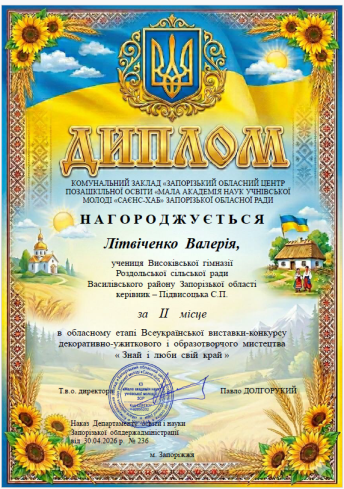 ДИПЛОМ
КОМУНАЛЬНИЙ ЗАКЛАД «ЗАПОРІЗЬКИЙ ОБЛАСНИЙ ЦЕНТР
ПОЗАШКІЛЬНОЇ ОСВІТИ «МАЛА АКАДЕМІЯ НАУК УЧНІВСЬКОЇ
МОЛОДІ «САЄНС-ХАБ» ЗАПОРІЗЬКОЇ ОБЛАСНОЇ РАДИ
НАГОРОДЖУЄТЬСЯ
Літвіченко Валерія,
учениця Високівської гімназії
Роздольської сільської ради
Василівського району Запорізької області
керівник – Підвисоцька Є.П.
за II місце
в обласному етапі Всеукраїнської виставки-конкурсу
декоративно-ужиткового і образотворчого мистецтва
« Знай і люби свій край »
Т.в.о. директора Павло ДОЛГОРУКИЙ
Наказ Департаменту освіти і науки
Запорізької облдержадміністрації
від 30.04.2026 р. № 236
м. Запоріжжя